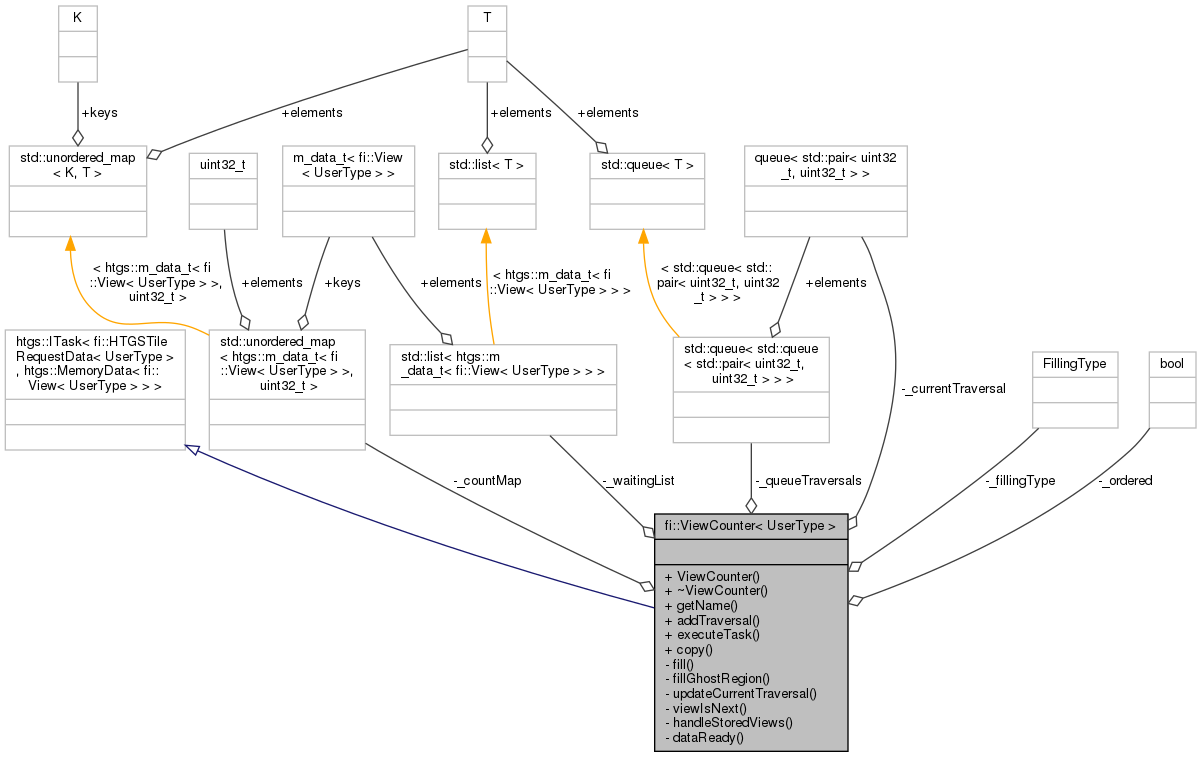 K
T
+keys
+elements
+elements
+elements
std::unordered_map
< K, T >
uint32_t
m_data_t< fi::View
< UserType > >
std::list< T >
std::queue< T >
queue< std::pair< uint32
_t, uint32_t > >
< htgs::m_data_t< fi
::View< UserType > >,
uint32_t >
+elements
+keys
+elements
< htgs::m_data_t< fi
::View< UserType > > >
< std::queue< std::
pair< uint32_t, uint32
_t > > >
+elements
htgs::ITask< fi::HTGSTile
RequestData< UserType >
, htgs::MemoryData< fi::
View< UserType > > >
std::unordered_map
< htgs::m_data_t< fi
::View< UserType > >,
uint32_t >
std::list< htgs::m
_data_t< fi::View< UserType > > >
std::queue< std::queue
< std::pair< uint32_t,
uint32_t > > >
-_currentTraversal
FillingType
bool
-_countMap
-_waitingList
-_queueTraversals
-_fillingType
-_ordered
fi::ViewCounter< UserType >
+ ViewCounter()
+ ~ViewCounter()
+ getName()
+ addTraversal()
+ executeTask()
+ copy()
- fill()
- fillGhostRegion()
- updateCurrentTraversal()
- viewIsNext()
- handleStoredViews()
- dataReady()